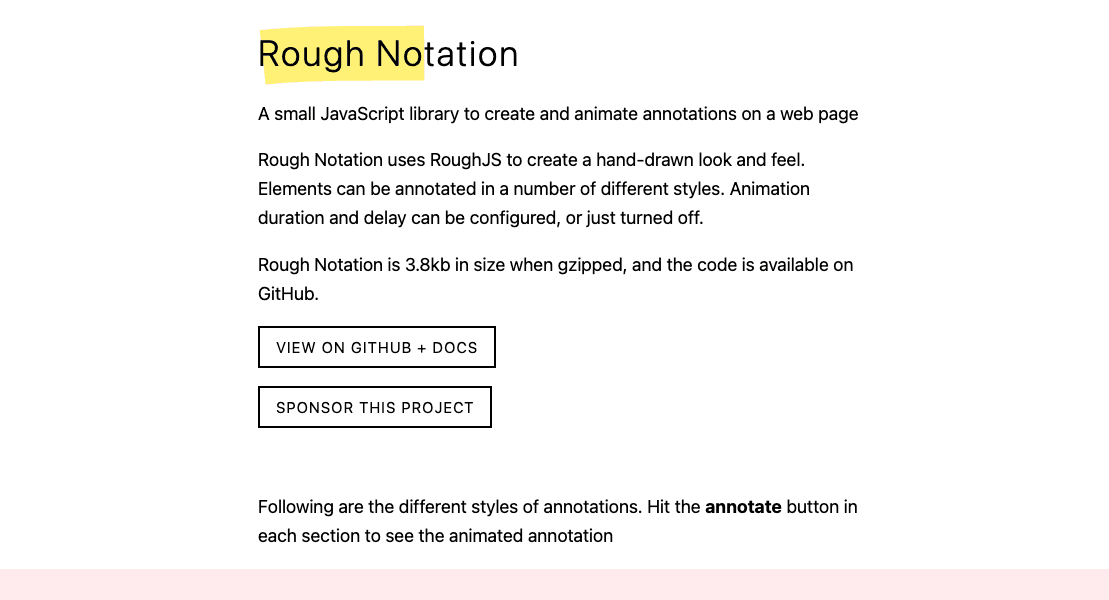 Rough Notation
A small JavaScript library to create and animate annotations on a web page
Rough Notation uses RoughJS to create a hand-drawn look and feel.
Elements can be annotated in a number of different styles. Animation
duration and delay can be configured, or just turned off.
Rough Notation is 3.8kb in size when gzipped, and the code is available on
GitHub.
VIEW ON GITHUB + DOCS
SPONSOR THIS PROJECT
Following are the different styles of annotations. Hit the annotate button in
each section to see the animated annotation